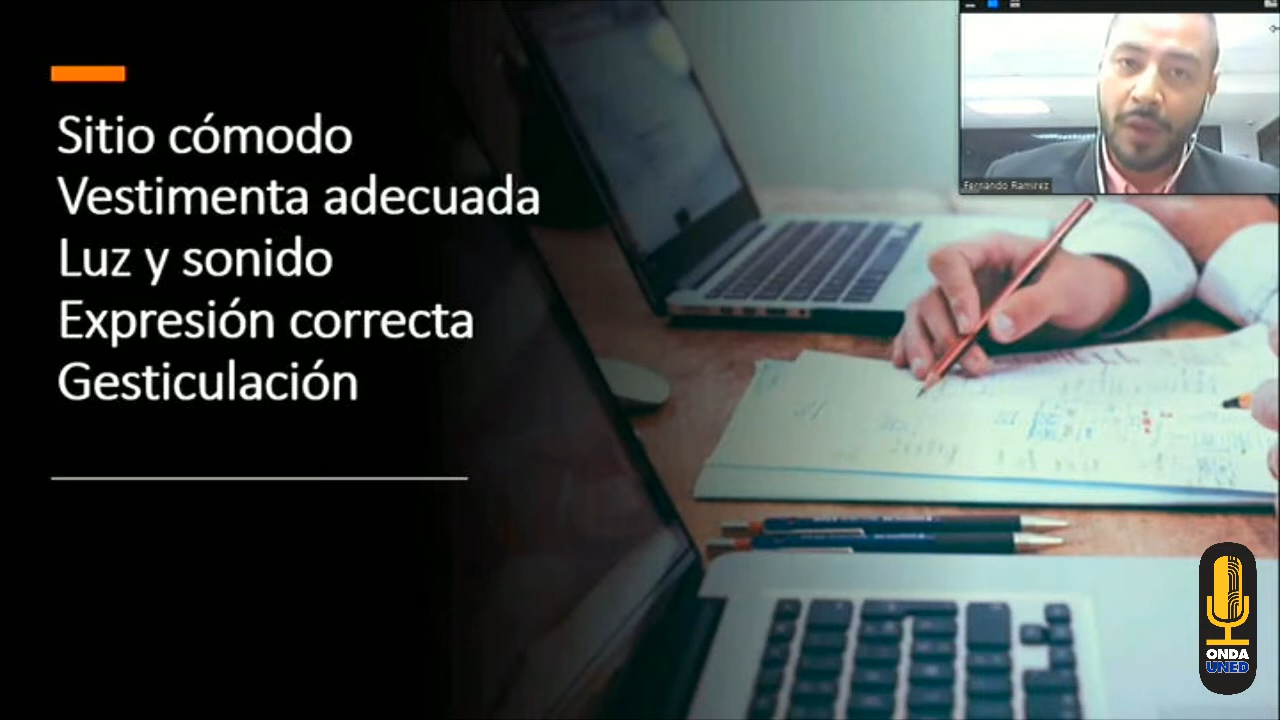 Sitio cómodo
Vestimenta adecuada
Luz y sonido
Expresión correcta
Gesticulación
Fernando Ramirez
ONDA
UNED